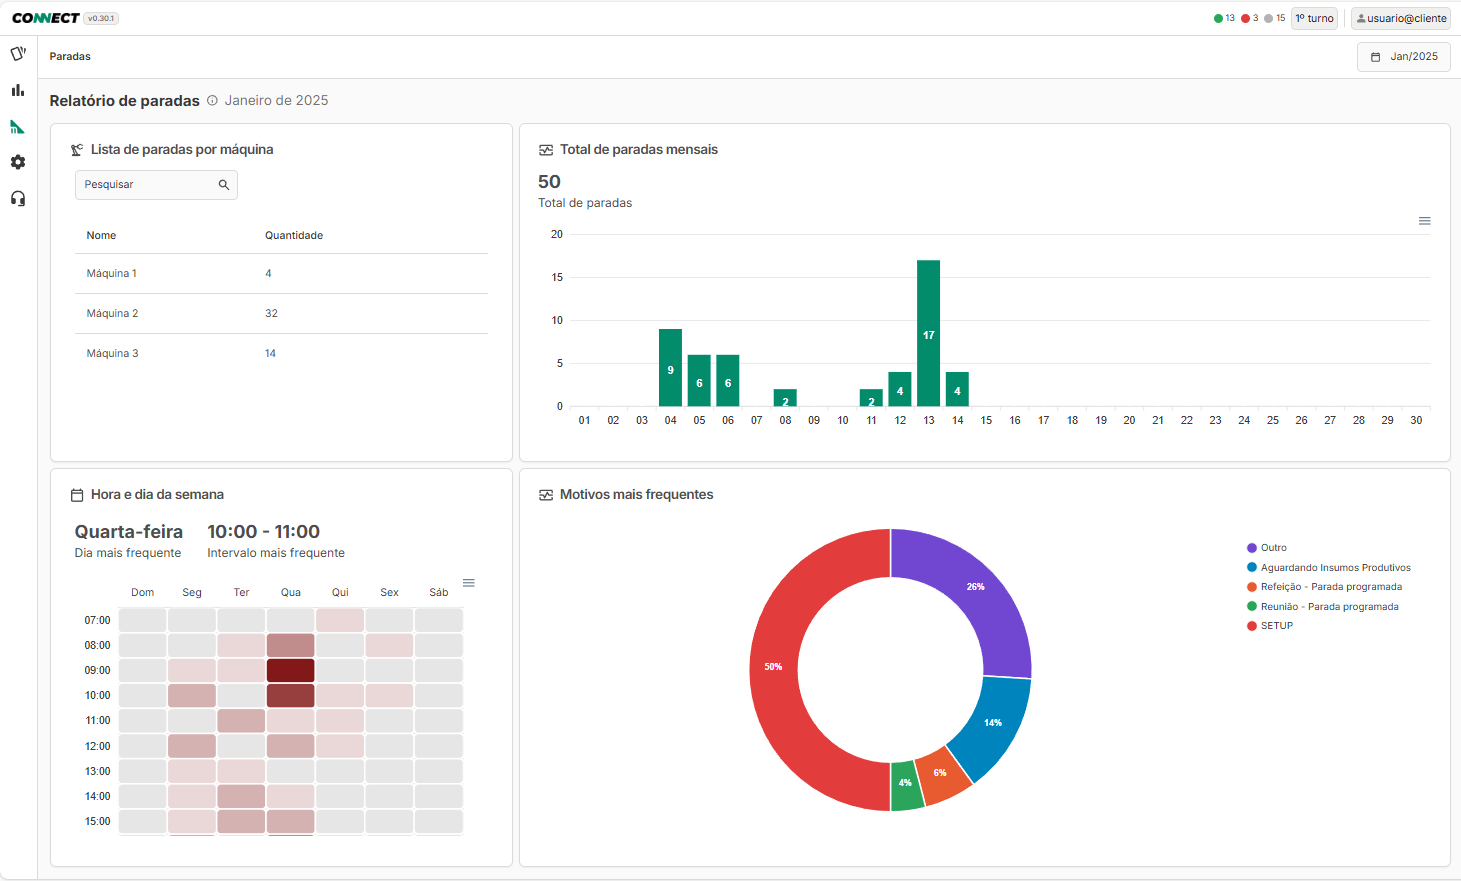 CONNECT v0.30.1
13 3 15 1º turno usuario@cliente
Paradas
Jan/2025
Relatório de paradas Janeiro de 2025
Lista de paradas por máquina
Pesquisar
Nome Quantidade
Máquina 1 4
Máquina 2 32
Máquina 3 14
Total de paradas mensais
50
Total de paradas
20
15
10
5
0
9 6 6 2 2 4 17 4
01 02 03 04 05 06 07 08 09 10 11 12 13 14 15 16 17 18 19 20 21 22 23 24 25 26 27 28 29 30
Hora e dia da semana
Quarta-feira 10:00 - 11:00
Dia mais frequente Intervalo mais frequente
Dom Seg Ter Qua Qui Sex Sáb
07:00
08:00
09:00
10:00
11:00
12:00
13:00
14:00
15:00
Motivos mais frequentes
26%
50%
14%
6%
4%
Outro
Aguardando Insumos Produtivos
Refeição - Parada programada
Reunião - Parada programada
SETUP